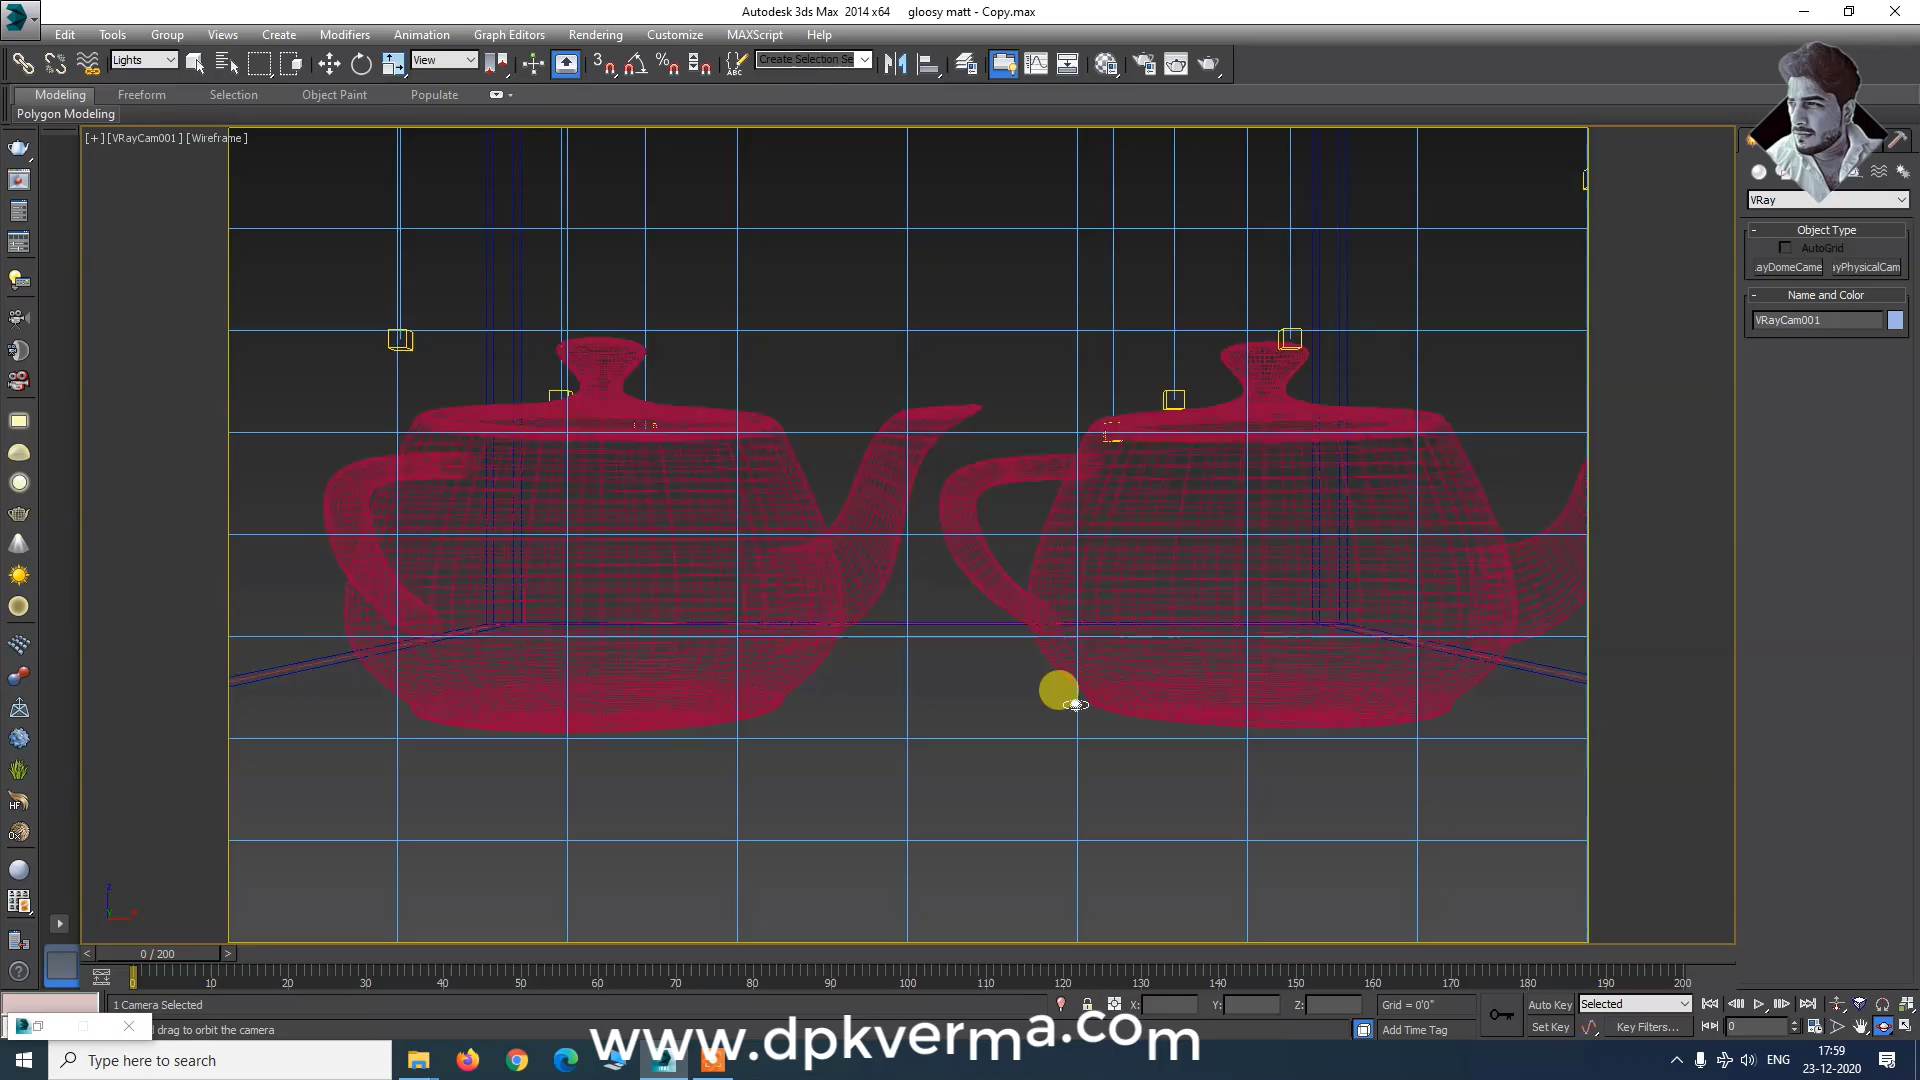 Autodesk 3ds Max 2014 x64 gloosy matt - Copy.max
Edit Tools Group Views Create Modifiers Animation Graph Editors Rendering Customize MAXScript Help
Lights View Create Selection Se
Modeling Freeform Selection Object Paint Populate
Polygon Modeling
[+] [VRayCam001] [Wireframe]
VRay
- Object Type
AutoGrid
.ayDomeCame ayPhysicalCam
- Name and Color
VRayCam001
< 0 / 200 >
0 10 20 30 40 50 60 70 80 90 100 110 120 130 140 150 160 170 180 190 200
1 Camera Selected X: Y: Z: Grid = 0'0" Auto Key Selected
drag to orbit the camera Add Time Tag Set Key Key Filters... 0
www.dpkverma.com
Type here to search ENG 17:59
23-12-2020